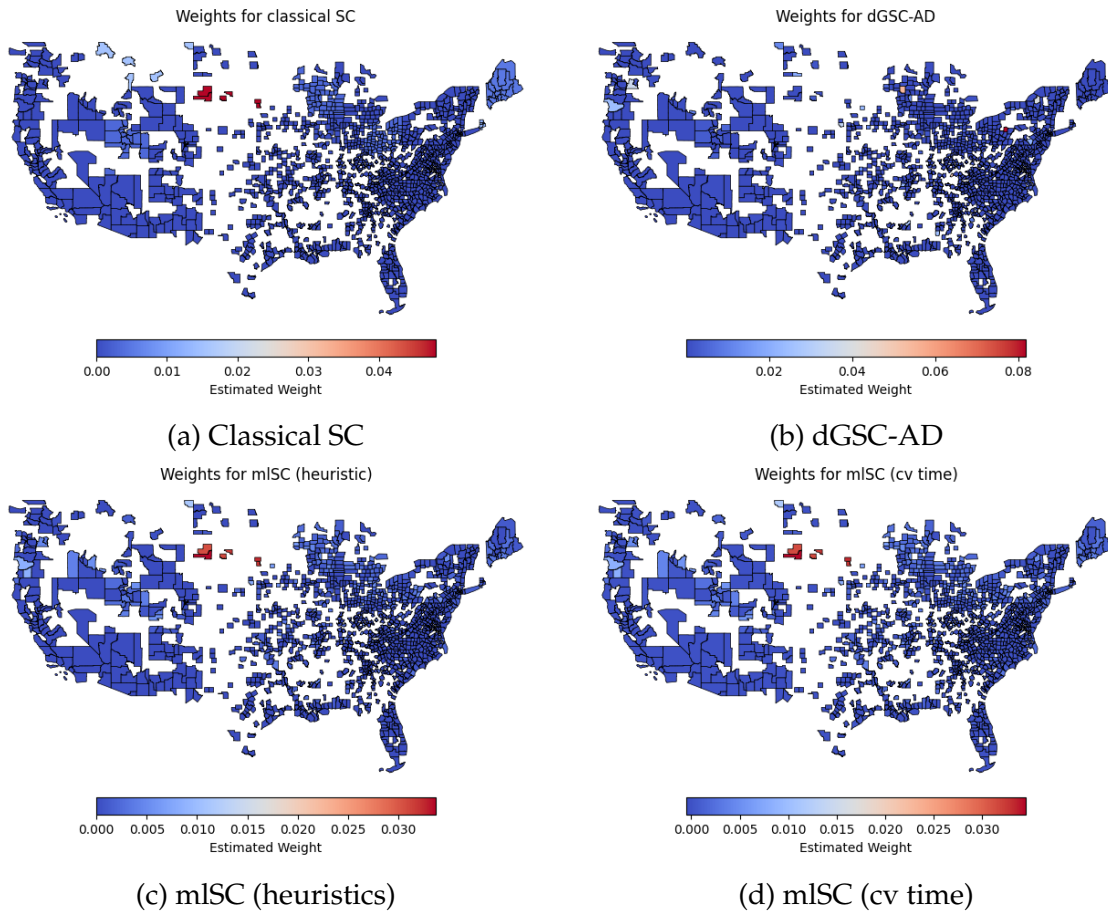 Weights for classical SC
Weights for dGSC-AD
0.00 0.01 0.02 0.03 0.04
Estimated Weight
0.02 0.04 0.06 0.08
Estimated Weight
(a) Classical SC
(b) dGSC-AD
Weights for mlSC (heuristic)
Weights for mlSC (cv time)
0.000 0.005 0.010 0.015 0.020 0.025 0.030
Estimated Weight
0.000 0.005 0.010 0.015 0.020 0.025 0.030
Estimated Weight
(c) mlSC (heuristics)
(d) mlSC (cv time)